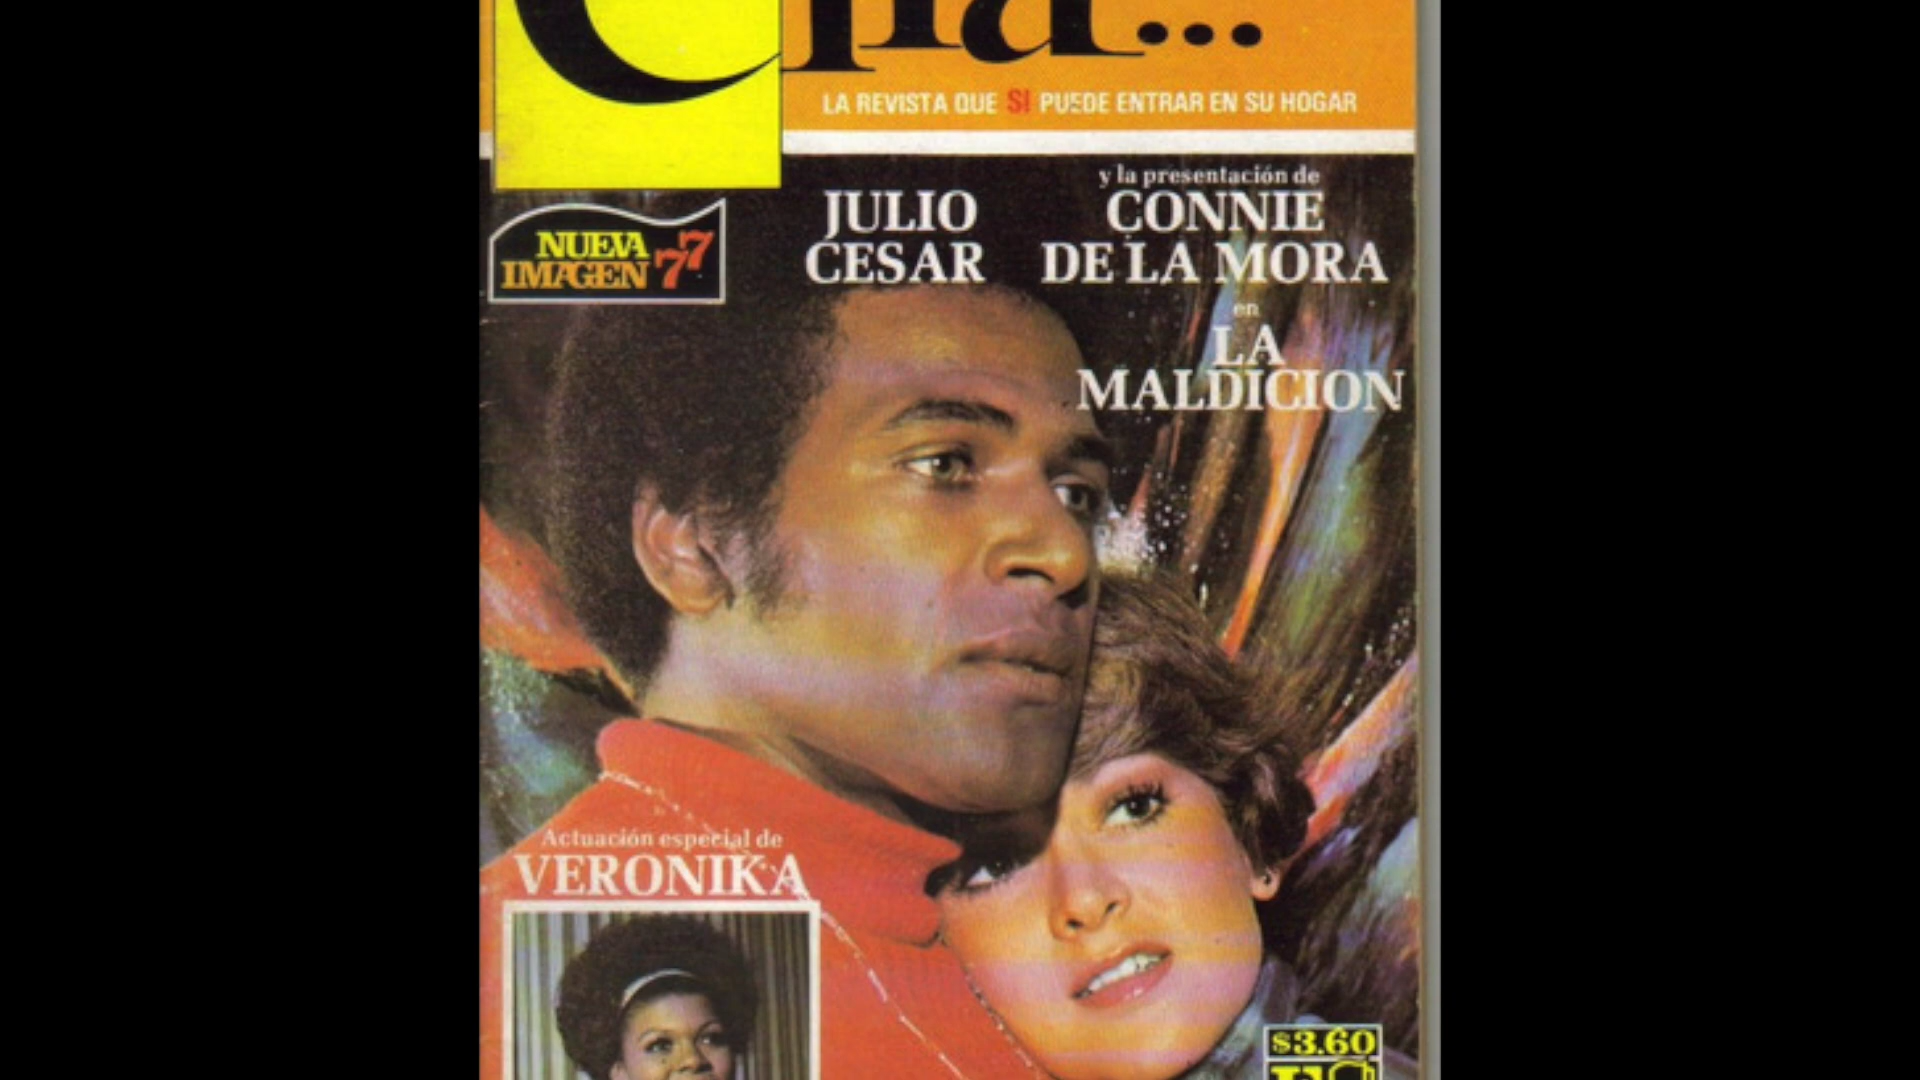 LA REVISTA QUE SI PUEDE ENTRAR EN SU HOGAR
NUEVA
IMAGEN 77
JULIO
CESAR
y la presentación de
CONNIE
DE LA MORA
en
LA
MALDICION
Actuación especial de
VERONIKA
$3.60